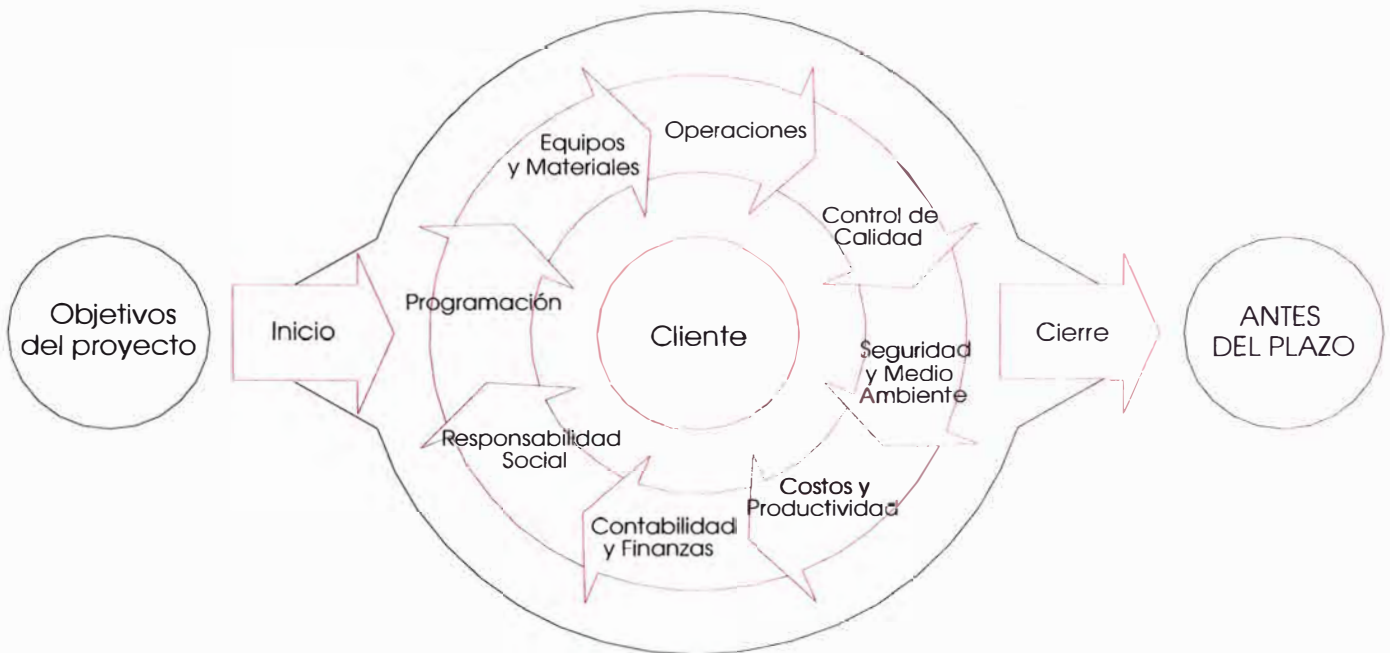 Objetivos
del proyecto
Inicio
Programación
Equipos
y Materiales
Operaciones
Control de
Calidad
Seguridad
y Medio
Ambiente
Costos y
Productividad
Contabilidad
y Finanzas
Responsabilidad
Social
Cliente
Cierre
ANTES
DEL PLAZO